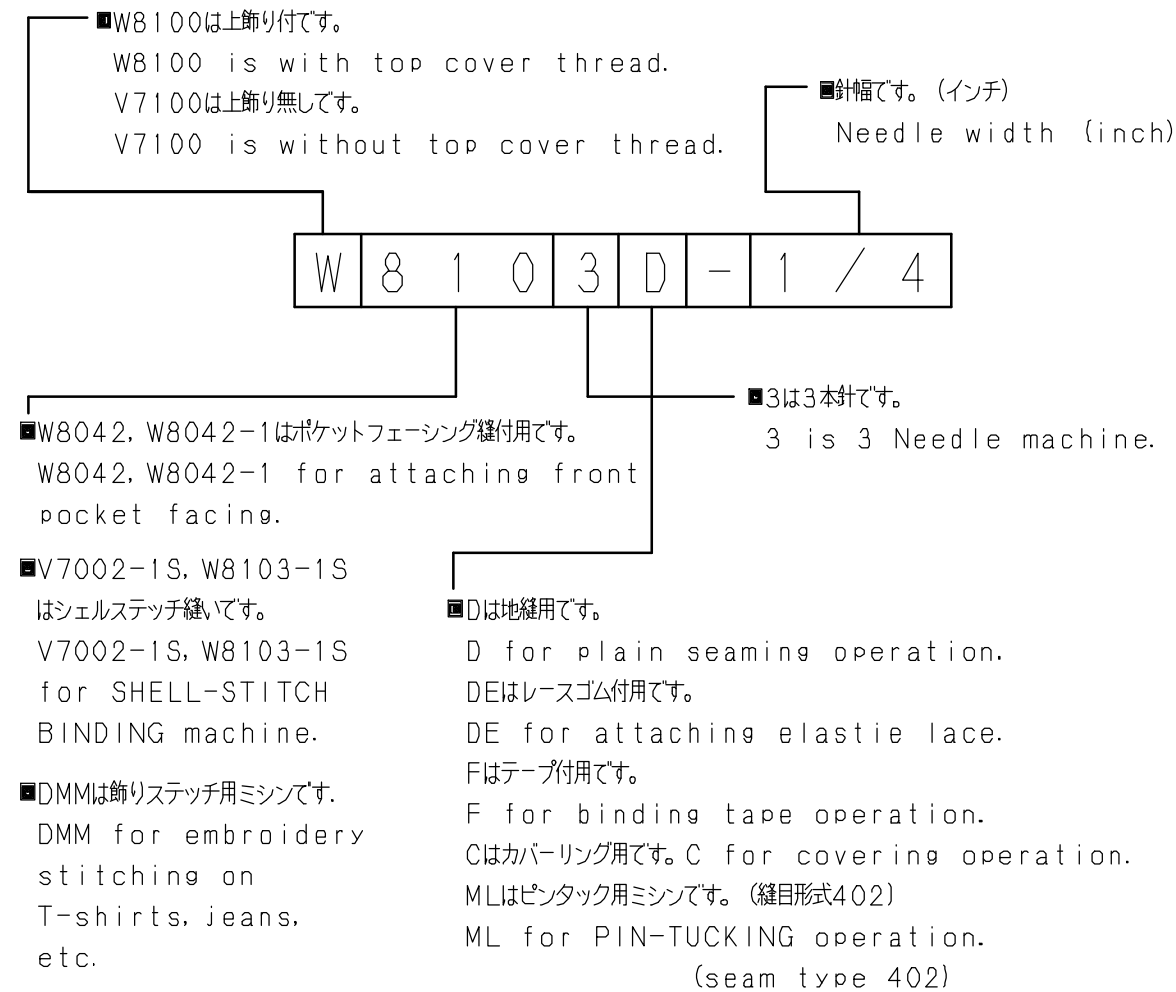 ■W8100は上飾り付です。
W8100 is with top cover thread.
V7100は上飾り無しです。
V7100 is without top cover thread.
■針幅です。(インチ)
Needle width (inch)
W8103D-1/4
■3は3本針です。
3 is 3 Needle machine.
■W8042,W8042-1はポケットフェーシング縫付用です。
W8042,W8042-1 for attaching front
pocket facing.
■V7002-1S,W8103-1S
はシェルステッチ縫いです。
V7002-1S,W8103-1S
for SHELL-STITCH
BINDING machine.
■DMMは飾りステッチ用ミシンです.
DMM for embroidery
stitching on
T-shirts,jeans,
etc.
■Dは地縫用です。
D for plain seaming operation.
DEはレースゴム付用です。
DE for attaching elastie lace.
Fはテープ付用です。
F for binding tape operation.
Cはカバーリング用です。C for covering operation.
MLはピンタック用ミシンです。(縫目形式402)
ML for PIN-TUCKING operation.
(seam type 402)